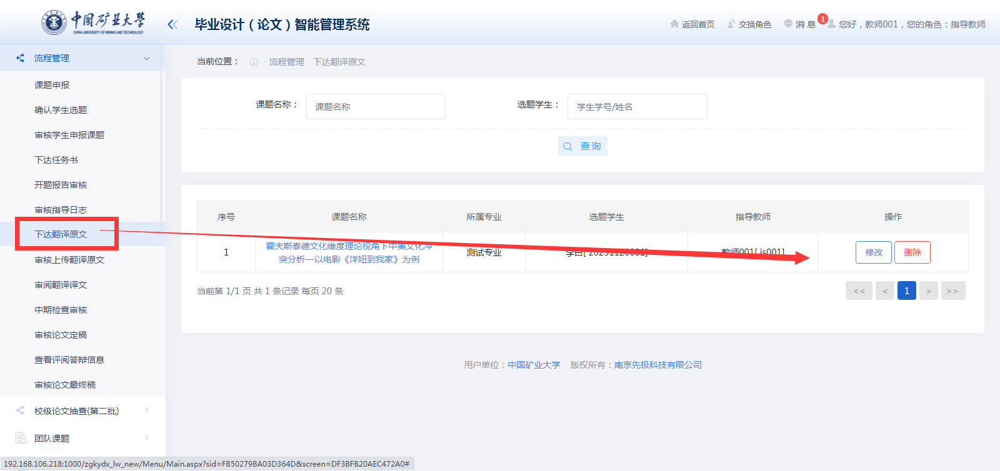 中国矿业大学
CHINA UNIVERSITY OF MINING AND TECHNOLOGY
毕业设计（论文）智能管理系统
返回首页
交换角色
消 息
1
您好，教师001，您的角色：指导教师
流程管理
课题申报
确认学生选题
审核学生申报课题
下达任务书
开题报告审核
审核指导日志
下达翻译原文
审核上传翻译原文
审阅翻译译文
中期检查审核
审核论文定稿
查看评阅答辩信息
审核论文最终稿
校级论文抽查(第二批)
团队课题
当前位置：
流程管理
下达翻译原文
课题名称：
课题名称
选题学生：
学生学号/姓名
查询
序号
课题名称
所属专业
选题学生
指导教师
操作
1
霍夫斯泰德文化维度理论视角下中美文化冲
突分析—以电影《洋妞到我家》为例
测试专业
李白[ 20231120001]
教师001[ js001]
修改
删除
当前第 1/1 页 共 1 条记录 每页 20 条
<<
<
1
>
>>
用户单位：中国矿业大学
版权所有：南京先极科技有限公司
192.168.106.218:1000/zgkydx_lw_new/Menu/Main.aspx?sid=FB50279BA03D364D&screen=DF3BFB20AEC472A0#